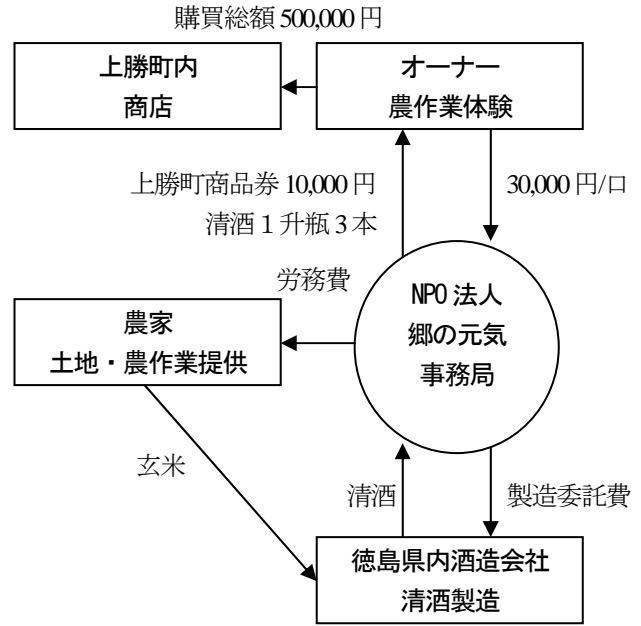 購買総額 500,000 円
上勝町内
商店
オーナー
農作業体験
上勝町商品券 10,000 円
清酒１升瓶３本
30,000 円/口
労務費
NPO 法人
郷の元気
事務局
農家
土地・農作業提供
玄米
清酒
製造委託費
徳島県内酒造会社
清酒製造